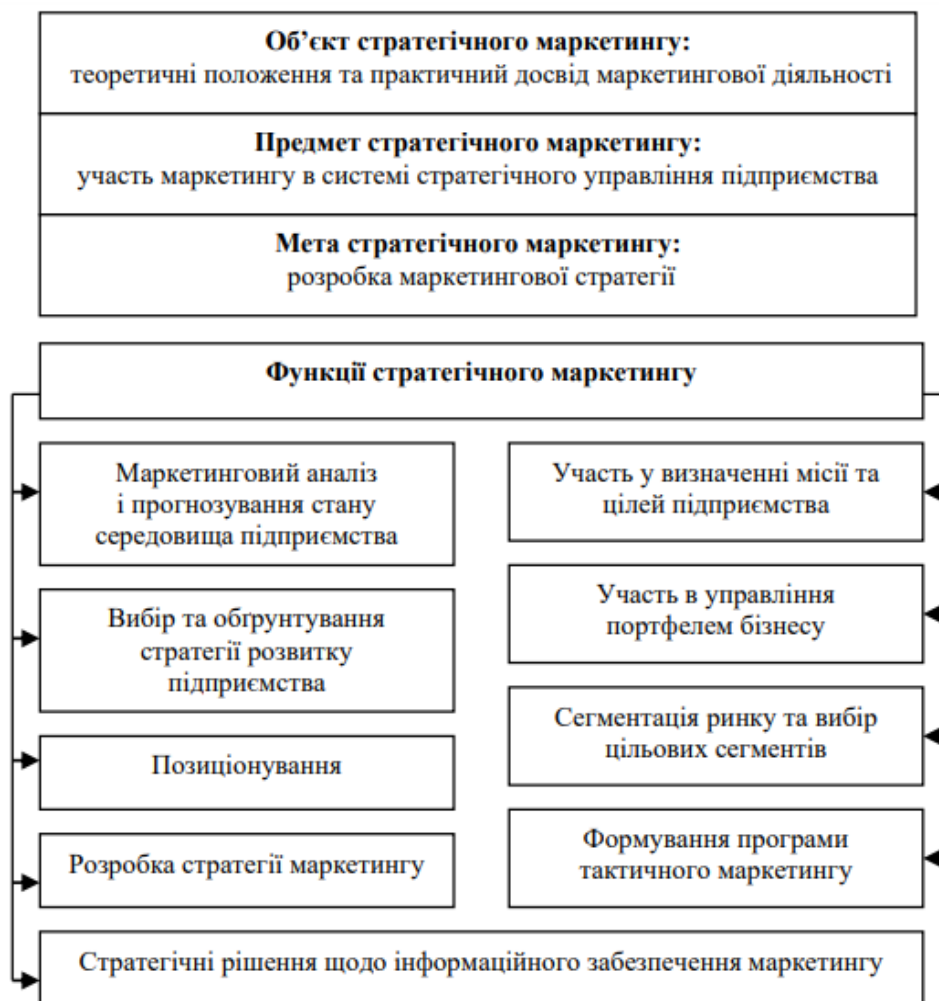 Об’єкт стратегічного маркетингу:
теоретичні положення та практичний досвід маркетингової діяльності
Предмет стратегічного маркетингу:
участь маркетингу в системі стратегічного управління підприємства
Мета стратегічного маркетингу:
розробка маркетингової стратегії
Функції стратегічного маркетингу
Маркетинговий аналіз
і прогнозування стану
середовища підприємства
Вибір та обґрунтування
стратегії розвитку
підприємства
Позиціонування
Розробка стратегії маркетингу
Участь у визначенні місії та
цілей підприємства
Участь в управління
портфелем бізнесу
Сегментація ринку та вибір
цільових сегментів
Формування програми
тактичного маркетингу
Стратегічні рішення щодо інформаційного забезпечення маркетингу